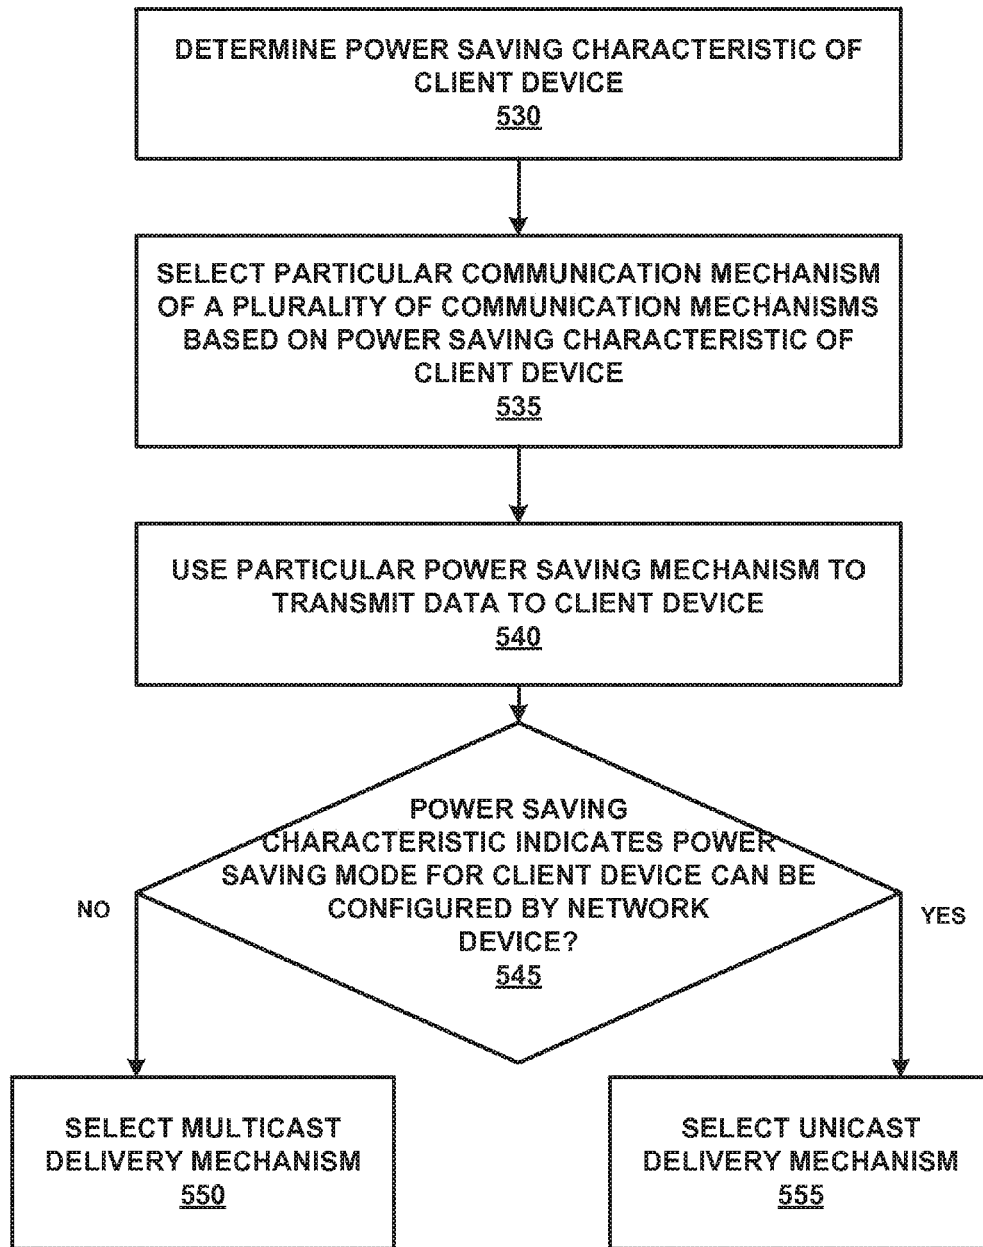 DETERMINE POWER SAVING CHARACTERISTIC OF
CLIENT DEVICE
530
SELECT PARTICULAR COMMUNICATION MECHANISM
OF A PLURALITY OF COMMUNICATION MECHANISMS
BASED ON POWER SAVING CHARACTERISTIC OF
CLIENT DEVICE
535
USE PARTICULAR POWER SAVING MECHANISM TO
TRANSMIT DATA TO CLIENT DEVICE
540
POWER SAVING
CHARACTERISTIC INDICATES POWER
SAVING MODE FOR CLIENT DEVICE CAN BE
CONFIGURED BY NETWORK
DEVICE?
545
NO
YES
SELECT MULTICAST
DELIVERY MECHANISM
550
SELECT UNICAST
DELIVERY MECHANISM
555